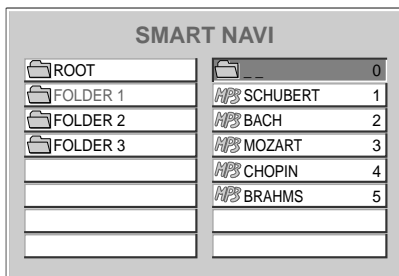 SMART NAVI
ROOT
FOLDER 1
FOLDER 2
FOLDER 3
_ _ 0
MP3 SCHUBERT 1
MP3 BACH 2
MP3 MOZART 3
MP3 CHOPIN 4
MP3 BRAHMS 5